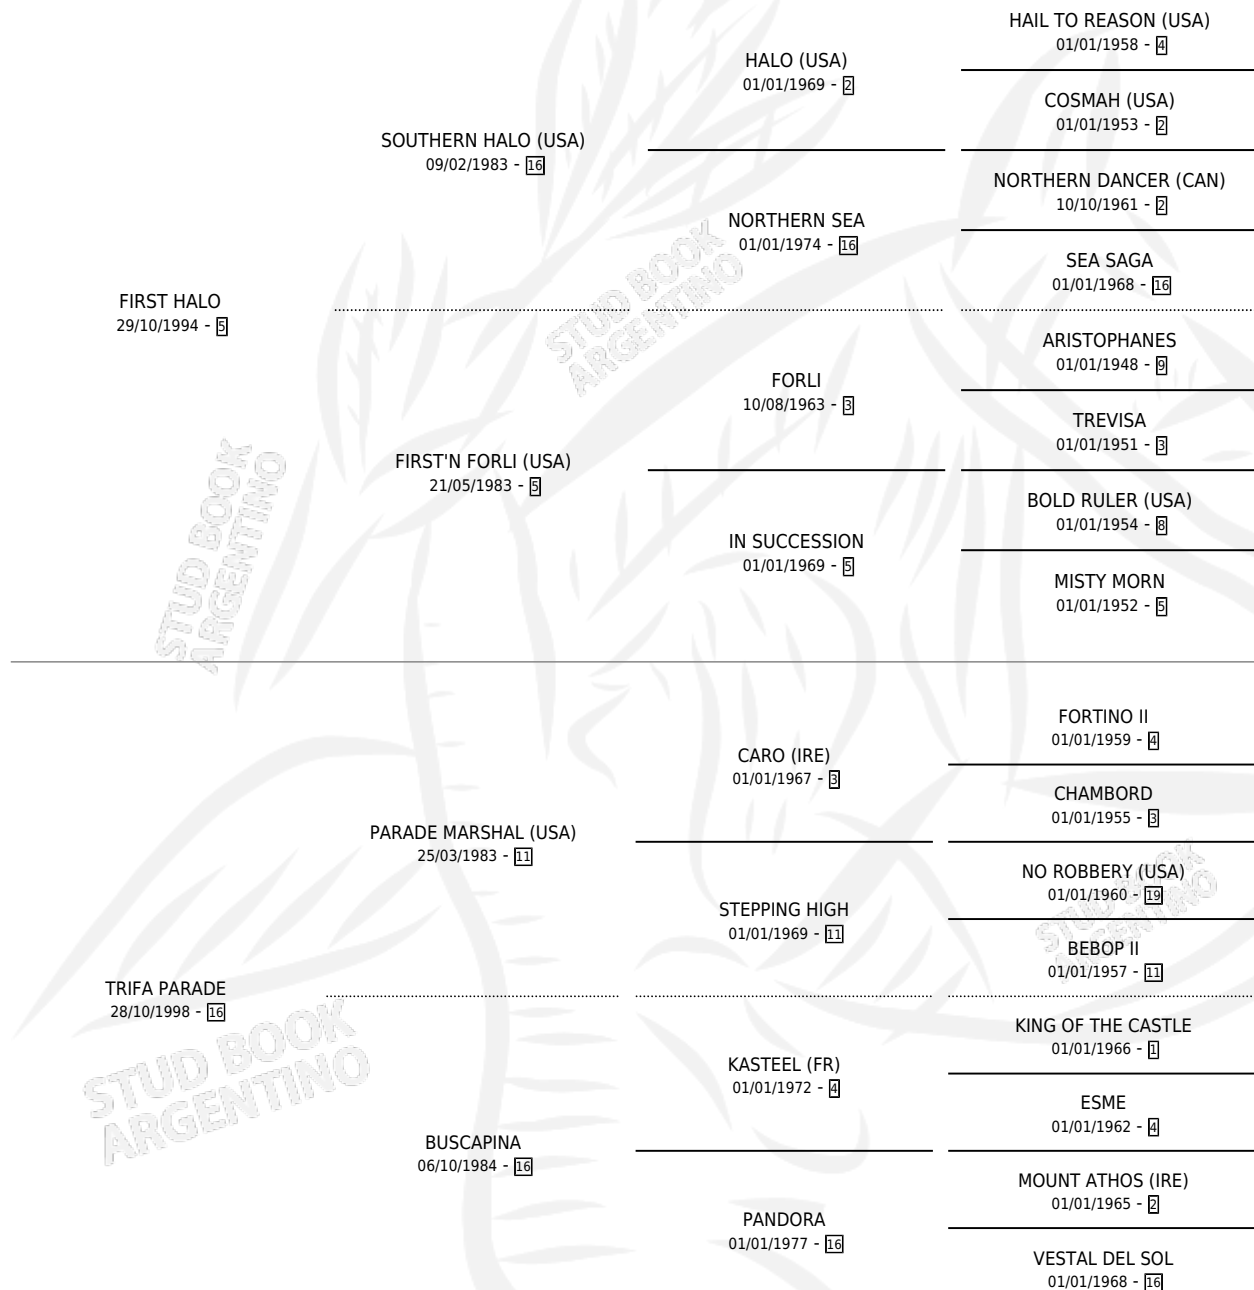 HAIL TO REASON (USA)
01/01/1958 - 4
HALO (USA)
01/01/1969 - 2
COSMAH (USA)
01/01/1953 - 2
SOUTHERN HALO (USA)
09/02/1983 - 16
NORTHERN DANCER (CAN)
10/10/1961 - 2
NORTHERN SEA
01/01/1974 - 16
SEA SAGA
01/01/1968 - 16
FIRST HALO
29/10/1994 - 5
STUD BOOK
ARGENTINO
ARISTOPHANES
01/01/1948 - 9
FORLI
10/08/1963 - 3
TREVISA
01/01/1951 - 3
FIRST'N FORLI (USA)
21/05/1983 - 5
BOLD RULER (USA)
01/01/1954 - 8
IN SUCCESSION
01/01/1969 - 5
MISTY MORN
01/01/1952 - 5
STUD BOOK
ARGENTINO
FORTINO II
01/01/1959 - 4
CARO (IRE)
01/01/1967 - 3
CHAMBORD
01/01/1955 - 3
PARADE MARSHAL (USA)
25/03/1983 - 11
NO ROBBERY (USA)
01/01/1960 - 19
STEPPING HIGH
01/01/1969 - 11
STUD BOOK
ARGENTINO
BEBOP II
01/01/1957 - 11
TRIFA PARADE
28/10/1998 - 16
KING OF THE CASTLE
01/01/1966 - 1
KASTEEL (FR)
01/01/1972 - 4
STUD BOOK
ARGENTINO
ESME
01/01/1962 - 4
BUSCAPINA
06/10/1984 - 16
MOUNT ATHOS (IRE)
01/01/1965 - 2
PANDORA
01/01/1977 - 16
VESTAL DEL SOL
01/01/1968 - 16